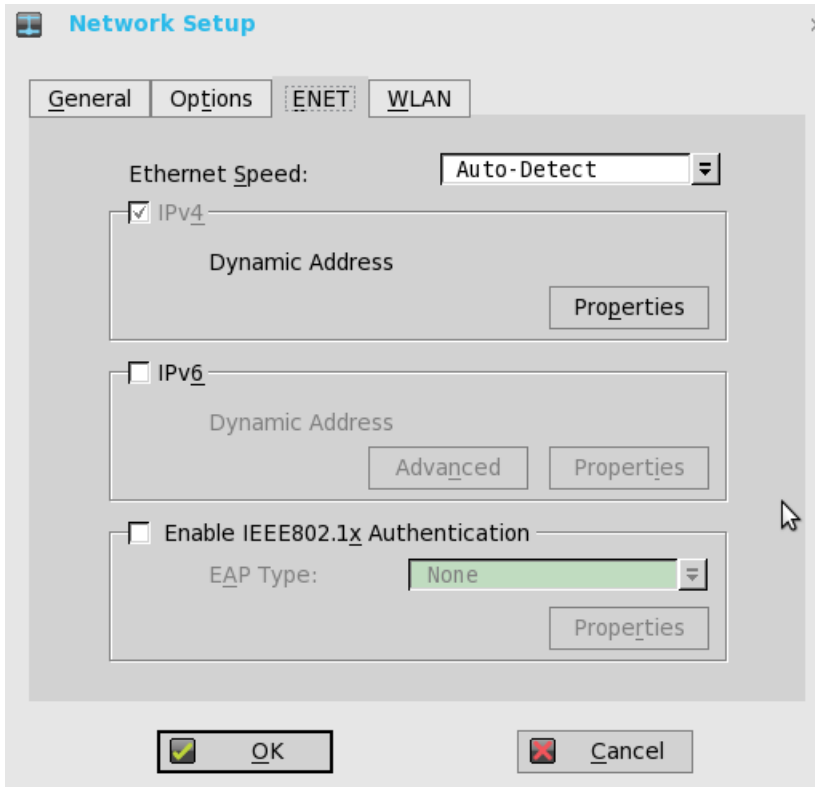 Network Setup
General Options ENET WLAN
Ethernet Speed: Auto-Detect
IPv4
Dynamic Address
Properties
IPv6
Dynamic Address
Advanced Properties
Enable IEEE802.1x Authentication
EAP Type: None
Properties
OK Cancel